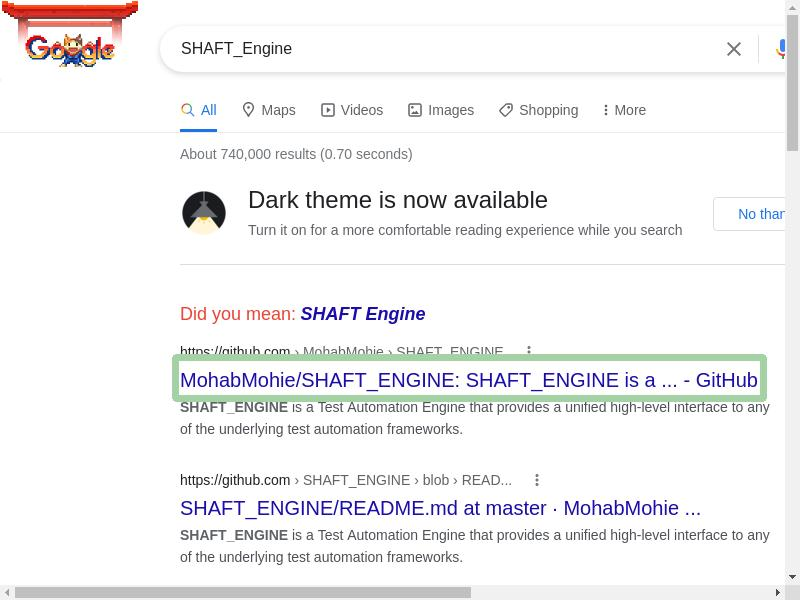 Google
SHAFT_Engine
All Maps Videos Images Shopping More
About 740,000 results (0.70 seconds)
Dark theme is now available
Turn it on for a more comfortable reading experience while you search
No than
Did you mean: SHAFT Engine
https://github.com › MohabMohie › SHAFT_ENGINE
MohabMohie/SHAFT_ENGINE: SHAFT_ENGINE is a ... - GitHub
SHAFT_ENGINE is a Test Automation Engine that provides a unified high-level interface to any
of the underlying test automation frameworks.
https://github.com › SHAFT_ENGINE › blob › READ...
SHAFT_ENGINE/README.md at master · MohabMohie ...
SHAFT_ENGINE is a Test Automation Engine that provides a unified high-level interface to any
of the underlying test automation frameworks.